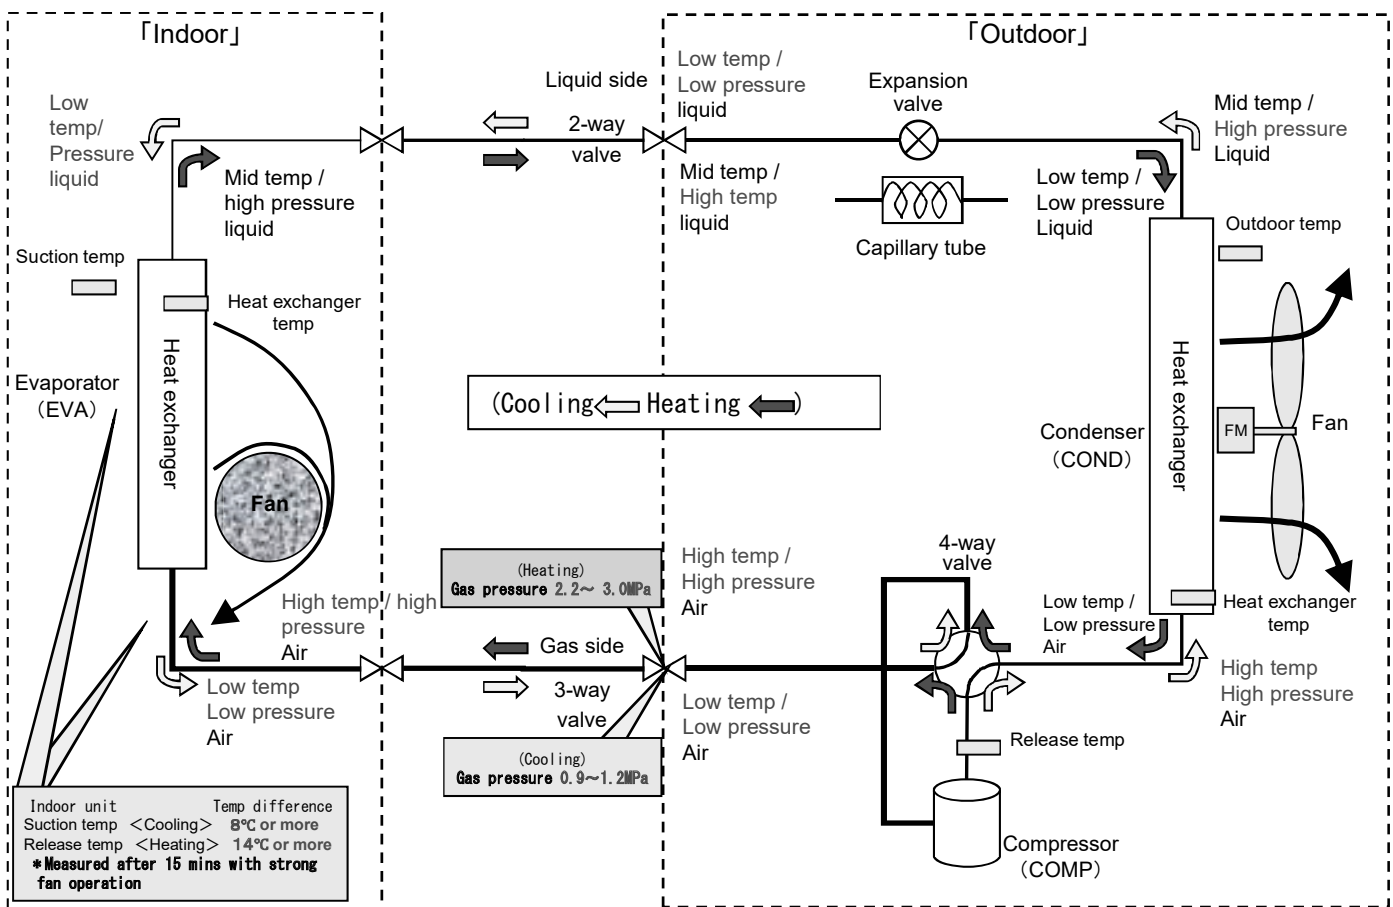 「Indoor」
「Outdoor」
Low
temp/
Pressure
liquid
Mid temp /
high pressure
liquid
Liquid side
2-way
valve
Low temp /
Low pressure
liquid
Mid temp /
High temp
liquid
Expansion
valve
Capillary tube
Mid temp /
High pressure
Liquid
Low temp /
Low pressure
Liquid
Suction temp
Heat exchanger
temp
Heat exchanger
Evaporator
（EVA）
Fan
(Cooling Heating )
Outdoor temp
Heat exchanger
Condenser
（COND）
FM
Fan
(Heating)
Gas pressure 2.2～ 3.0MPa
High temp /
High pressure
Air
4-way
valve
Low temp /
Low pressure
Air
Heat exchanger
temp
High temp / high
pressure
Air
Gas side
3-way
valve
Low temp
Low pressure
Air
Low temp /
Low pressure
Air
High temp
High pressure
Air
(Cooling)
Gas pressure 0.9～1.2MPa
Release temp
Compressor
（COMP）
Indoor unit Temp difference
Suction temp ＜Cooling＞ 8℃ or more
Release temp ＜Heating＞ 14℃ or more
＊Measured after 15 mins with strong
fan operation